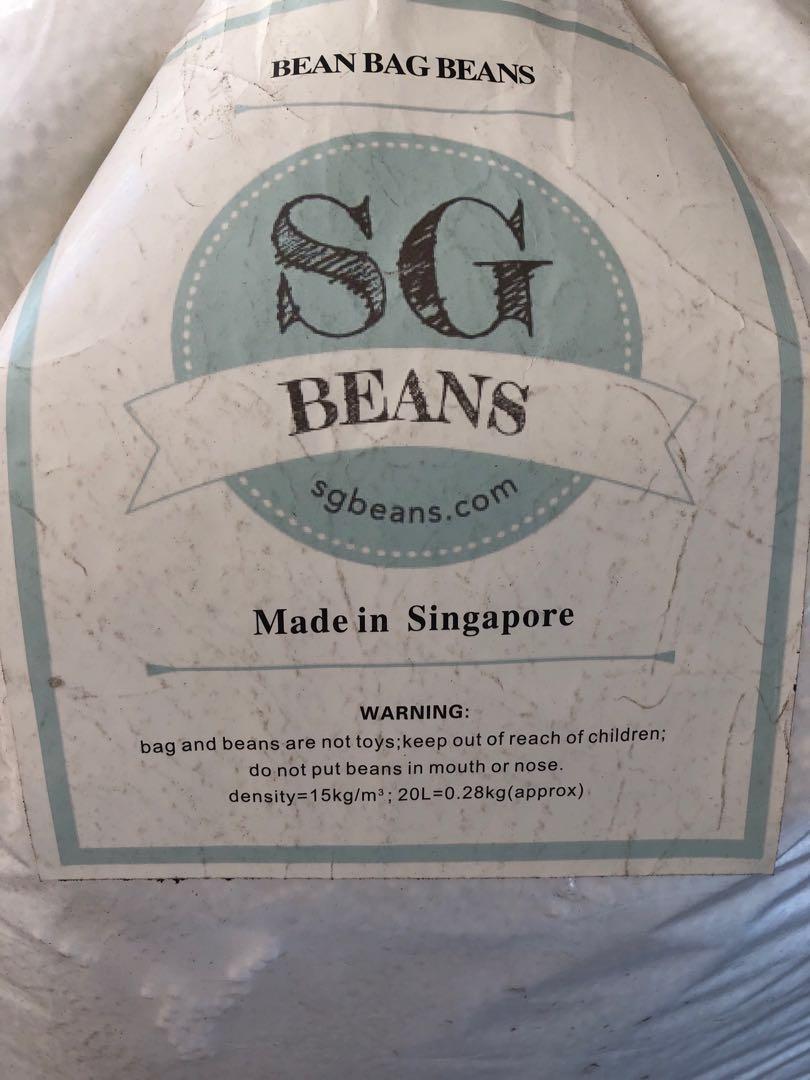 BEAN BAG BEANS
SG
BEANS
sgbeans.com
Made in Singapore
WARNING:
bag and beans are not toys;keep out of reach of children;
do not put beans in mouth or nose.
density=15kg/m³; 20L=0.28kg(approx)